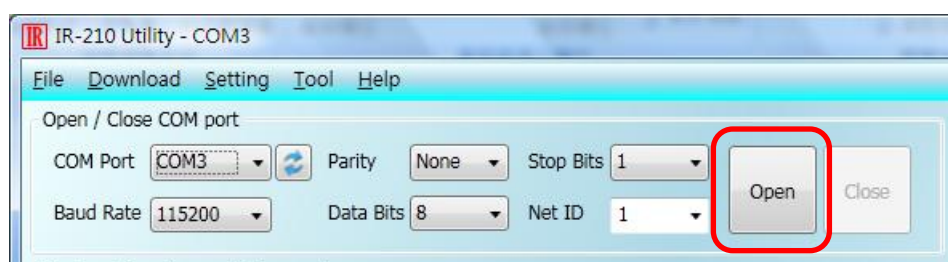 IR IR-210 Utility - COM3
File Download Setting Tool Help
Open / Close COM port
COM Port COM3 Parity None Stop Bits 1
Open Close
Baud Rate 115200 Data Bits 8 Net ID 1